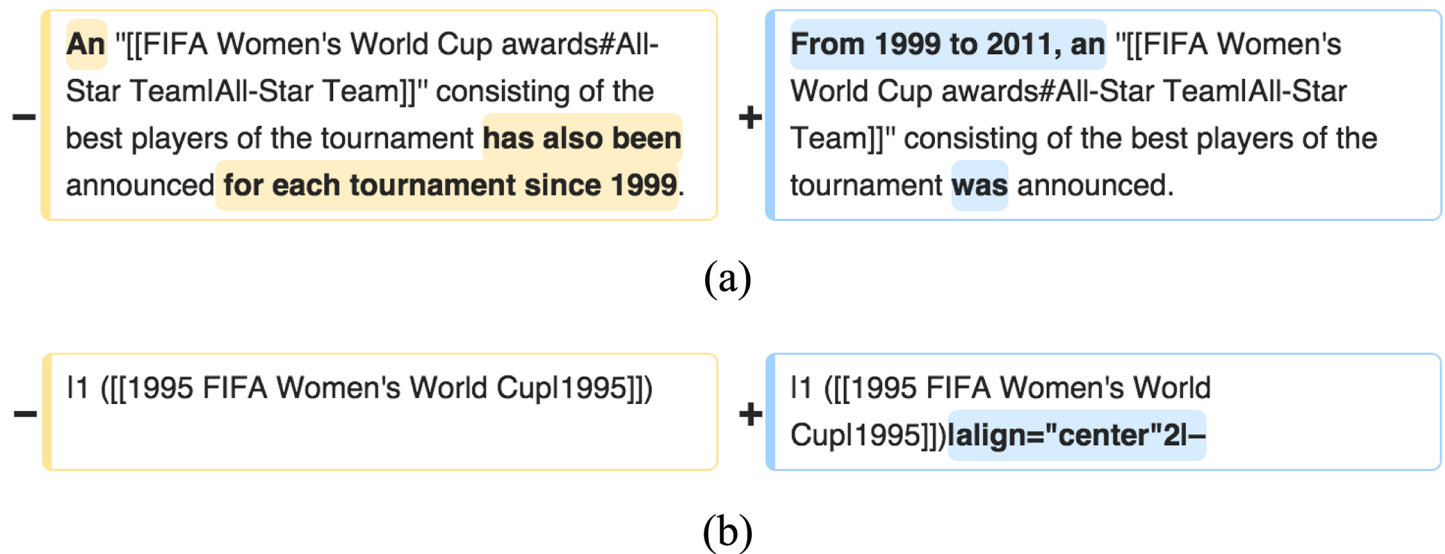 An "[[FIFA Women's World Cup awards#All-
Star Team|All-Star Team]]" consisting of the
best players of the tournament has also been
announced for each tournament since 1999.
−
From 1999 to 2011, an "[[FIFA Women's
World Cup awards#All-Star Team|All-Star
Team]]" consisting of the best players of the
tournament was announced.
+
(a)
−
|1 ([[1995 FIFA Women's World Cup|1995]])
+
|1 ([[1995 FIFA Women's World
Cup|1995]])|align="center"2|–
(b)